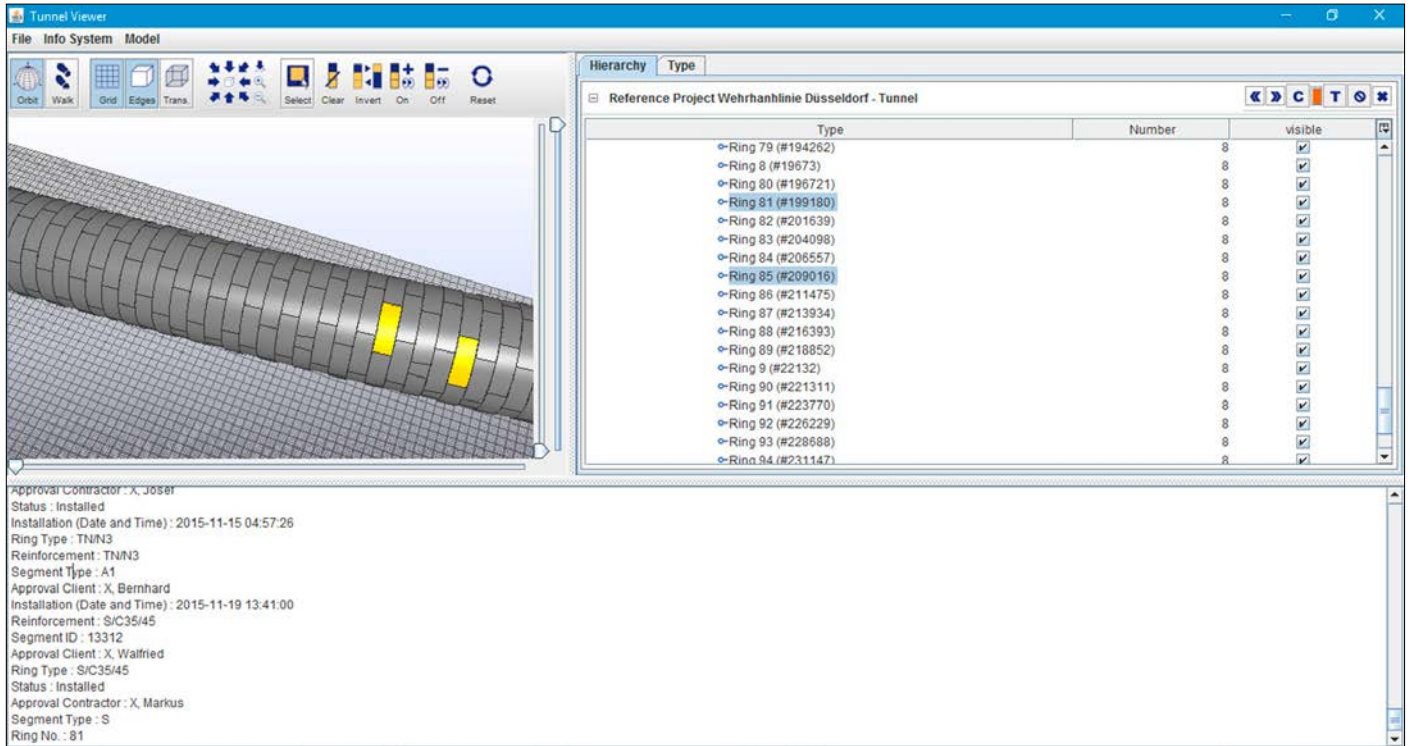 Tunnel Viewer
File Info System Model
Orbit Walk Grid Edges Trans. Select Clear Invert On Off Reset
Hierarchy Type
Reference Project Wehrhahnlinie Düsseldorf - Tunnel
C T
Type Number visible
Ring 79 (#194262) 8
Ring 8 (#19673) 8
Ring 80 (#196721) 8
Ring 81 (#199180) 8
Ring 82 (#201639) 8
Ring 83 (#204098) 8
Ring 84 (#206557) 8
Ring 85 (#209016) 8
Ring 86 (#211475) 8
Ring 87 (#213934) 8
Ring 88 (#216393) 8
Ring 89 (#218852) 8
Ring 9 (#22132) 8
Ring 90 (#221311) 8
Ring 91 (#223770) 8
Ring 92 (#226229) 8
Ring 93 (#228688) 8
Ring 94 (#231147) 8
Approval Contractor : X, Josef
Status : Installed
Installation (Date and Time) : 2015-11-15 04:57:26
Ring Type : TN/N3
Reinforcement : TN/N3
Segment Type : A1
Approval Client : X, Bernhard
Installation (Date and Time) : 2015-11-19 13:41:00
Reinforcement : S/C35/45
Segment ID : 13312
Approval Client : X, Walfried
Ring Type : S/C35/45
Status : Installed
Approval Contractor : X, Markus
Segment Type : S
Ring No. : 81